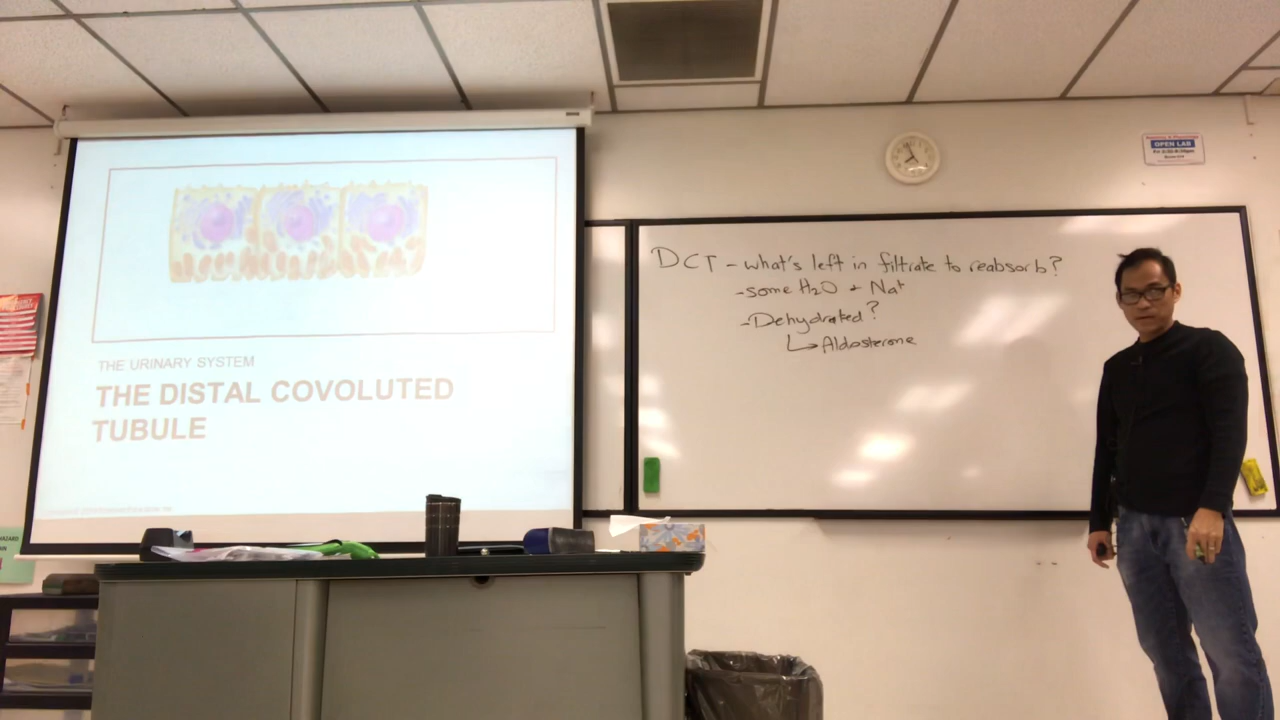 THE URINARY SYSTEM
THE DISTAL COVOLUTED
TUBULE
DCT - what's left in filtrate to reabsorb?
- some H₂O + Na⁺
- Dehydrated?
↳ Aldosterone
OPEN LAB